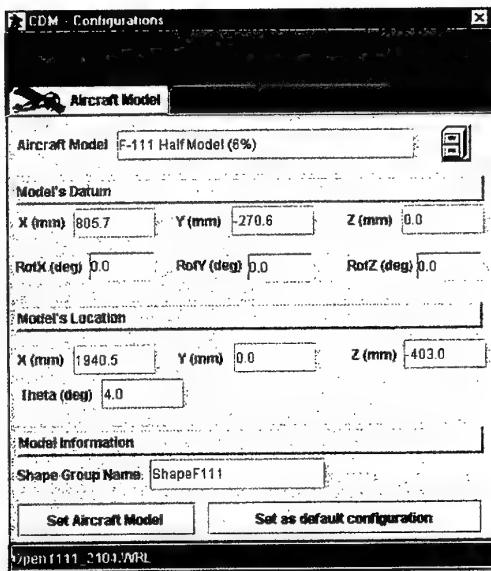 CDM - Configurations
Aircraft Model
Aircraft Model F-111 Half Model (6%)
Model's Datum
X (mm) 805.7 Y (mm) -270.6 Z (mm) 0.0
RotX (deg) 0.0 RotY (deg) 0.0 RotZ (deg) 0.0
Model's Location
X (mm) 1940.5 Y (mm) 0.0 Z (mm) -403.0
Theta (deg) 4.0
Model Information
Shape Group Name: ShapeF111
Set Aircraft Model Set as default configuration
Open f111_2104.WRL